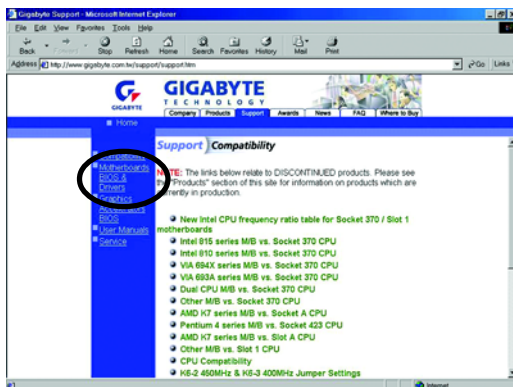 Gigabyte Support - Microsoft Internet Explorer
File Edit View Favorites Tools Help
Back Forward Stop Refresh Home Search Favorites History Mail Print
Address http://www.gigabyte.com.tw/support/support.htm Go Links
GIGABYTE
GIGABYTE
TECHNOLOGY
Company Products Support Awards News FAQ Where to Buy
Home
Support Compatibility
Compatibility
Motherboards
BIOS &
Drivers
Graphics
Accelerators
BIOS
User Manuals
Service
NOTE: The links below relate to DISCONTINUED products. Please see
the "Products" section of this site for information on products which are
currently in production.
New Intel CPU frequency ratio table for Socket 370 / Slot 1
motherboards
Intel 815 series M/B vs. Socket 370 CPU
Intel 810 series M/B vs. Socket 370 CPU
VIA 694X series M/B vs. Socket 370 CPU
VIA 693A series M/B vs. Socket 370 CPU
Dual CPU M/B vs. Socket 370 CPU
Other M/B vs. Socket 370 CPU
AMD K7 series M/B vs. Socket A CPU
Pentium 4 series M/B vs. Socket 423 CPU
AMD K7 series M/B vs. Slot A CPU
Other M/B vs. Slot 1 CPU
CPU Compatibility
K6-2 450MHz & K6-3 400MHz Jumper Settings
Internet